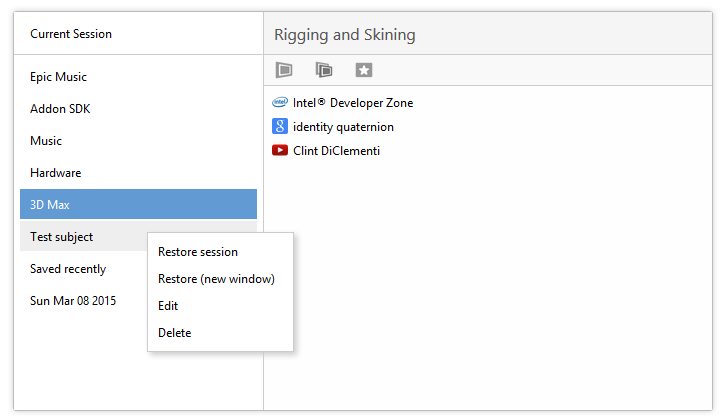 Current Session
Epic Music
Addon SDK
Music
Hardware
3D Max
Test subject
Saved recently
Sun Mar 08 2015
Restore session
Restore (new window)
Edit
Delete
Rigging and Skining
intel Intel® Developer Zone
8 identity quaternion
Clint DiClementi